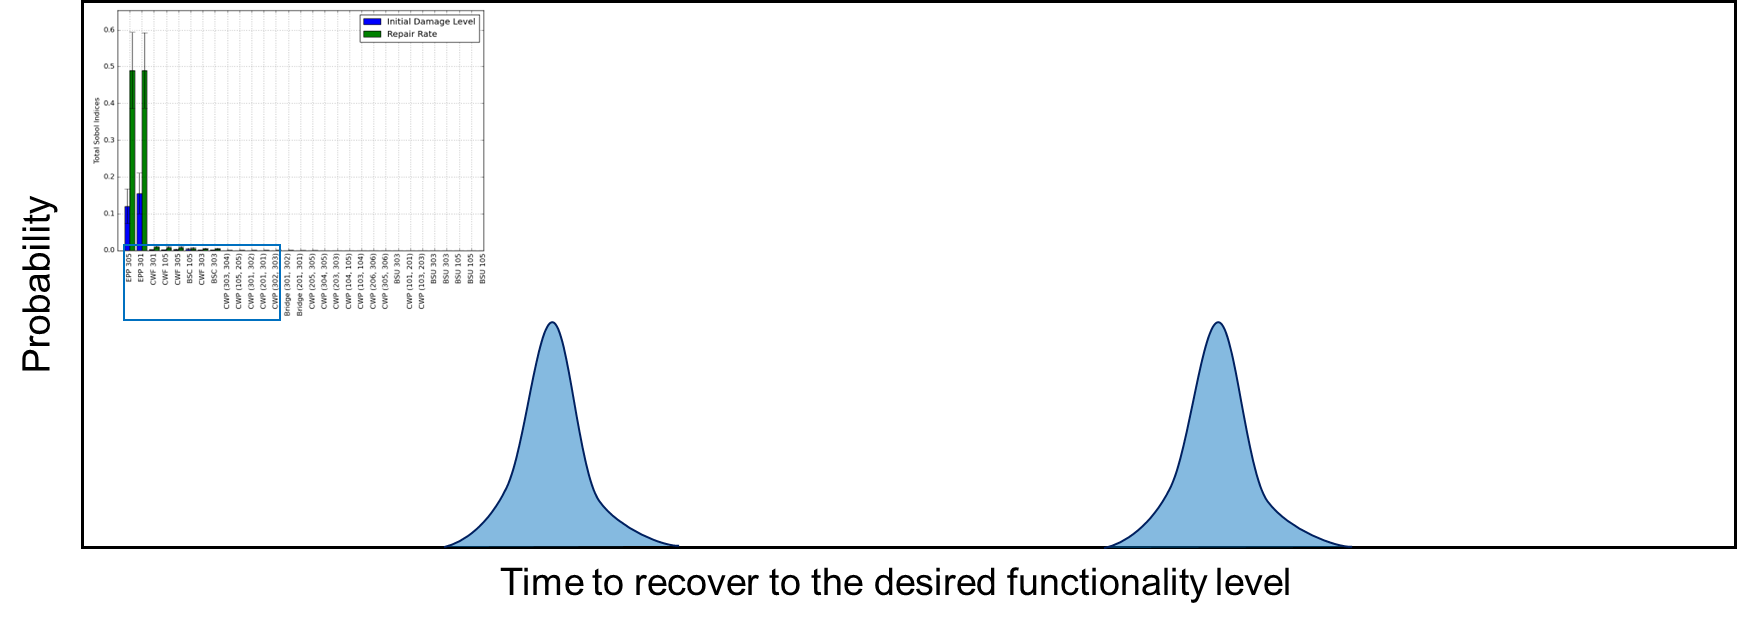 Initial Damage Level
Repair Rate
0.6
0.5
0.4
0.3
0.2
0.1
0.0
Total Sobol Indices
EPP 305
EPP 301
CWF 301
CWF 105
CWF 305
BSC 105
CWF 303
BSC 303
CWP (303, 304)
CWP (105, 205)
CWP (301, 302)
CWP (201, 301)
CWP (302, 303)
Bridge (301, 302)
Bridge (201, 301)
CWP (205, 305)
CWP (304, 305)
CWP (203, 303)
CWP (104, 105)
CWP (103, 104)
CWP (206, 306)
CWP (305, 306)
BSU 303
CWP (101, 201)
CWP (103, 203)
BSU 303
BSU 303
BSU 105
BSU 105
BSU 105
Probability
Time to recover to the desired functionality level